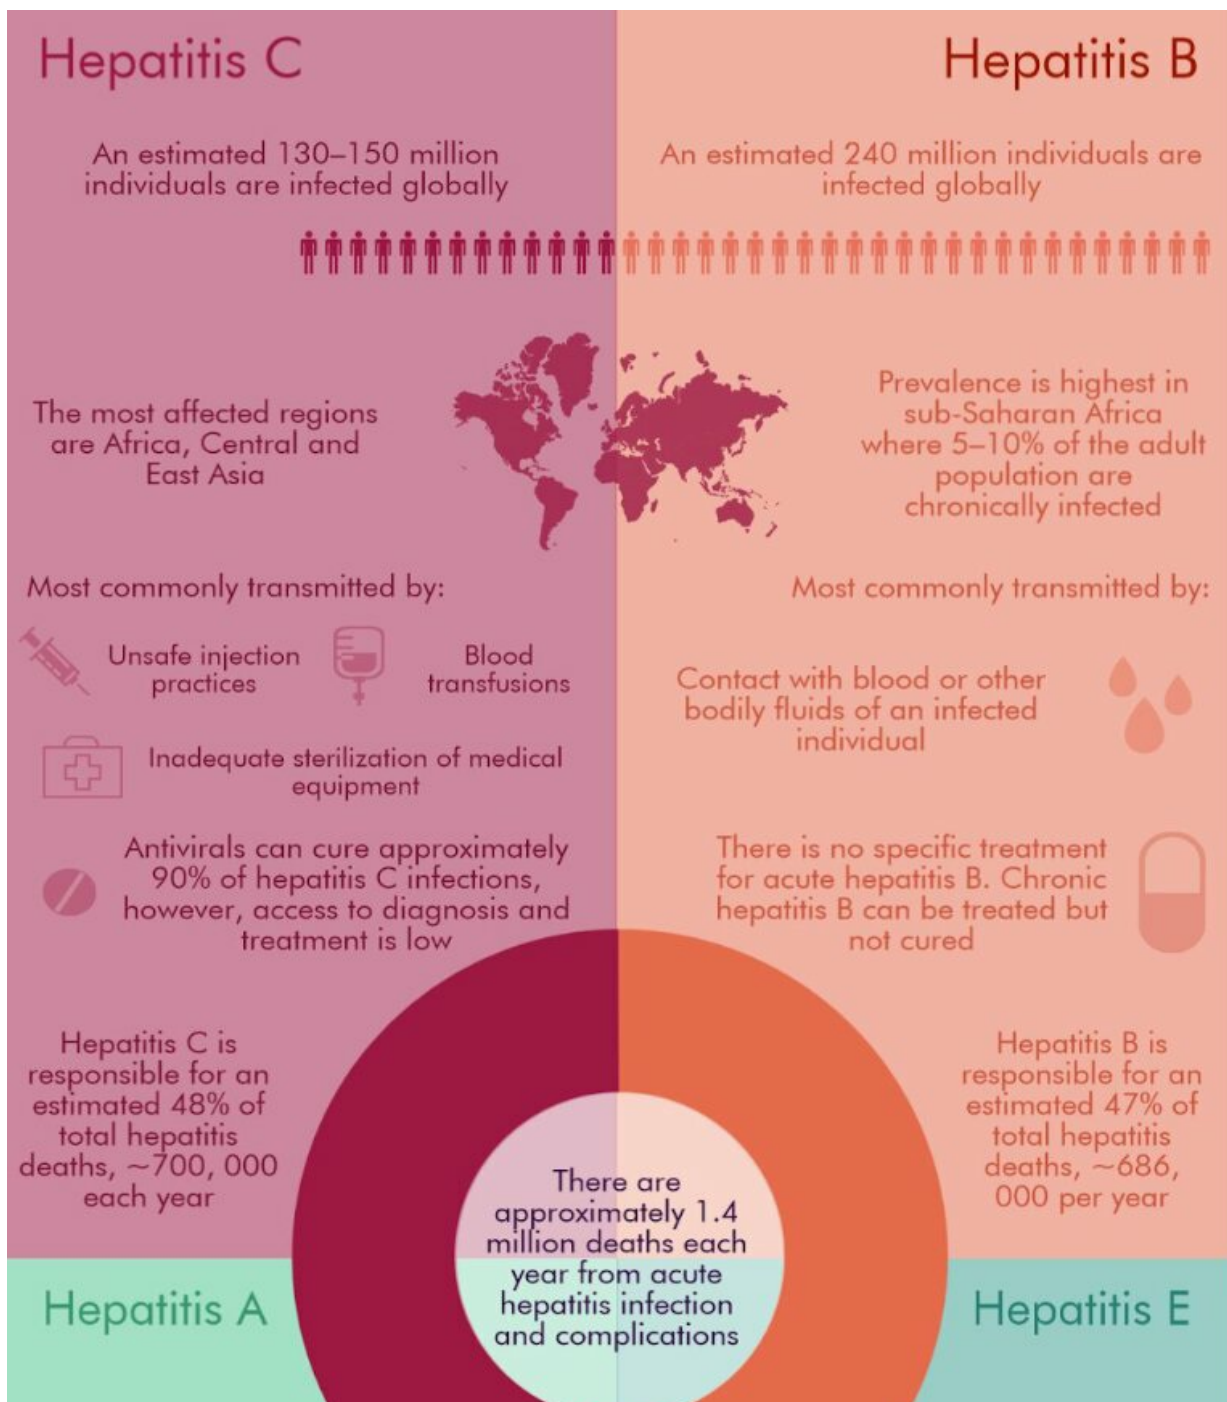 Hepatitis C
An estimated 130–150 million
individuals are infected globally
The most affected regions
are Africa, Central and
East Asia
Most commonly transmitted by:
Unsafe injection
practices
Blood
transfusions
Inadequate sterilization of medical
equipment
Antivirals can cure approximately
90% of hepatitis C infections,
however, access to diagnosis and
treatment is low
Hepatitis C is
responsible for an
estimated 48% of
total hepatitis
deaths, ~700, 000
each year
Hepatitis B
An estimated 240 million individuals are
infected globally
Prevalence is highest in
sub-Saharan Africa
where 5–10% of the adult
population are
chronically infected
Most commonly transmitted by:
Contact with blood or other
bodily fluids of an infected
individual
There is no specific treatment
for acute hepatitis B. Chronic
hepatitis B can be treated but
not cured
Hepatitis B is
responsible for an
estimated 47% of
total hepatitis
deaths, ~686,
000 per year
There are
approximately 1.4
million deaths each
year from acute
hepatitis infection
and complications
Hepatitis A
Hepatitis E